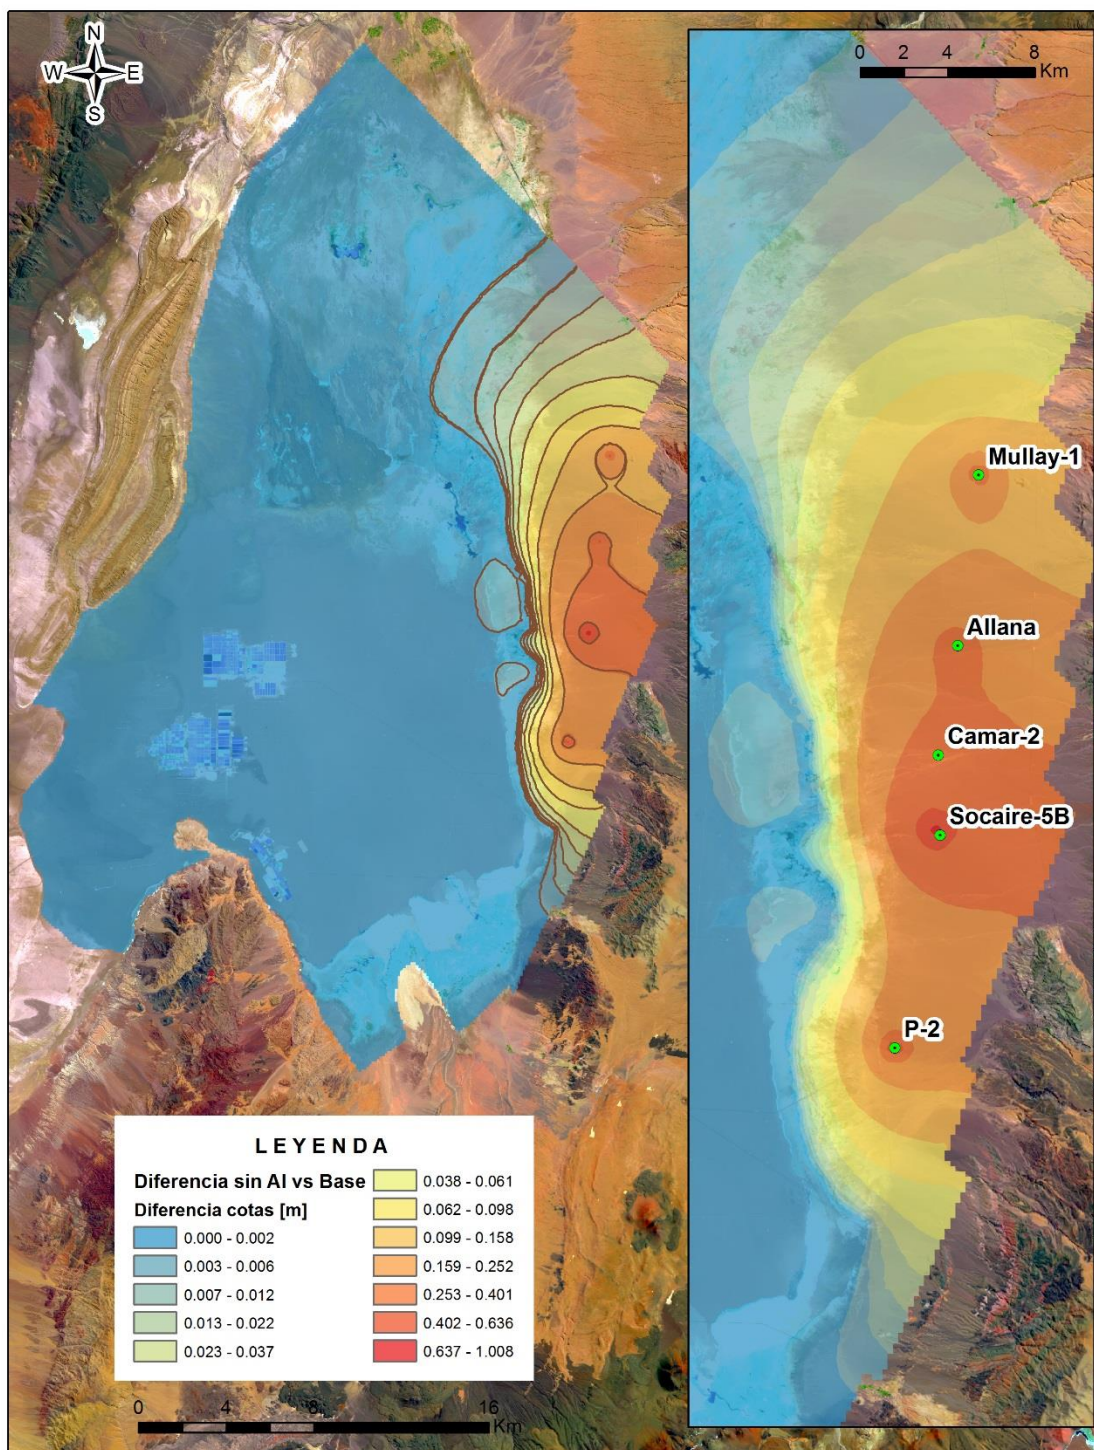 N
W E
S
0 2 4 8
Km
Mullay-1
Allana
Camar-2
Socaire-5B
P-2
LEYENDA
Diferencia sin AI vs Base
Diferencia cotas [m]
0.000 - 0.002
0.003 - 0.006
0.007 - 0.012
0.013 - 0.022
0.023 - 0.037
0.038 - 0.061
0.062 - 0.098
0.099 - 0.158
0.159 - 0.252
0.253 - 0.401
0.402 - 0.636
0.637 - 1.008
0 4 8 16
Km